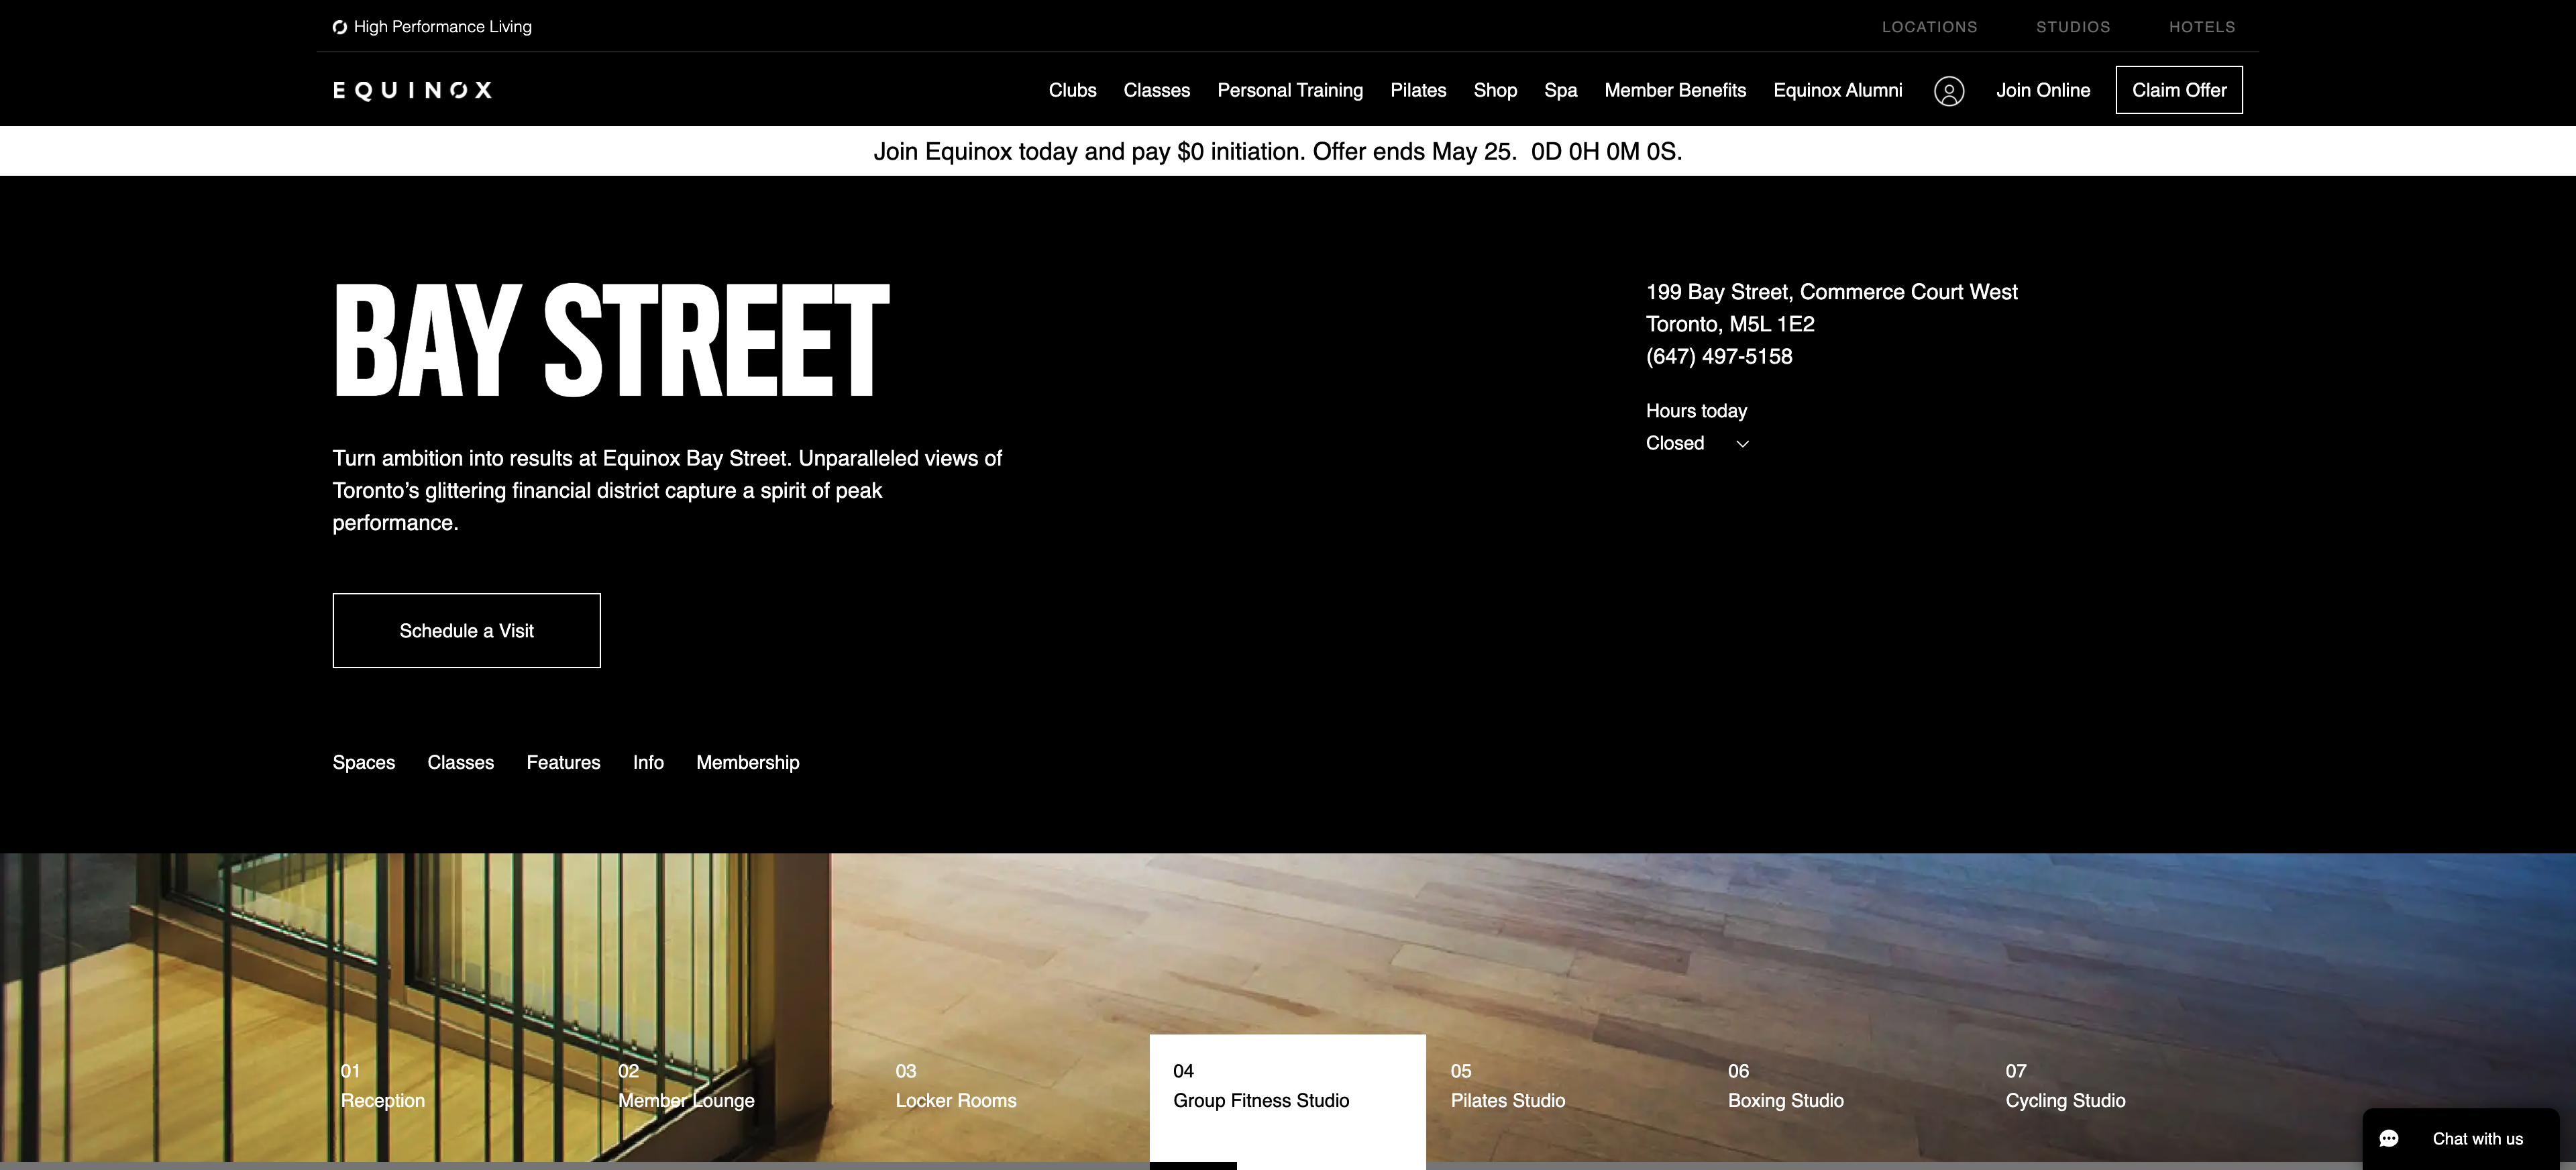 High Performance Living
LOCATIONS STUDIOS HOTELS
EQUINOX
Clubs Classes Personal Training Pilates Shop Spa Member Benefits Equinox Alumni Join Online Claim Offer
Join Equinox today and pay $0 initiation. Offer ends May 25. 0D 0H 0M 0S.
BAY STREET
Turn ambition into results at Equinox Bay Street. Unparalleled views of
Toronto’s glittering financial district capture a spirit of peak
performance.
Schedule a Visit
199 Bay Street, Commerce Court West
Toronto, M5L 1E2
(647) 497-5158
Hours today
Closed
Spaces Classes Features Info Membership
01
Reception
02
Member Lounge
03
Locker Rooms
04
Group Fitness Studio
05
Pilates Studio
06
Boxing Studio
07
Cycling Studio
Chat with us